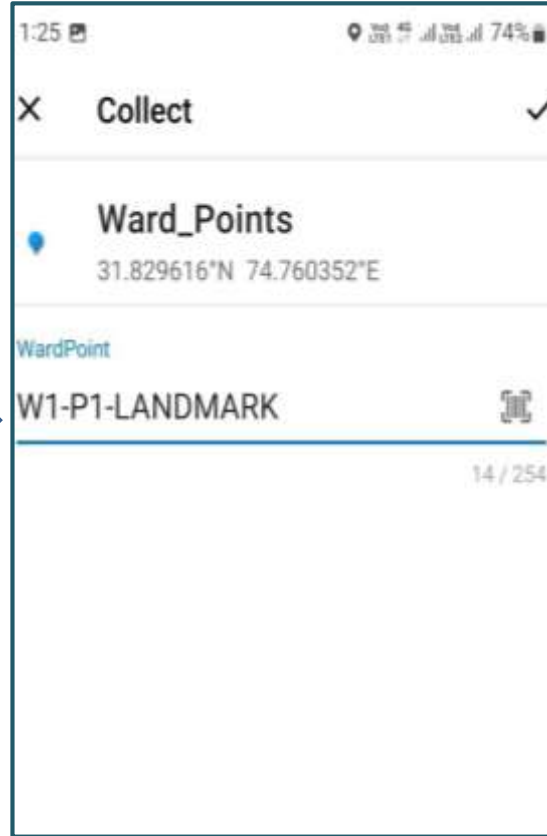 1:25 74%
Collect
Ward_Points
31.829616°N 74.760352°E
WardPoint
W1-P1-LANDMARK
14 / 254